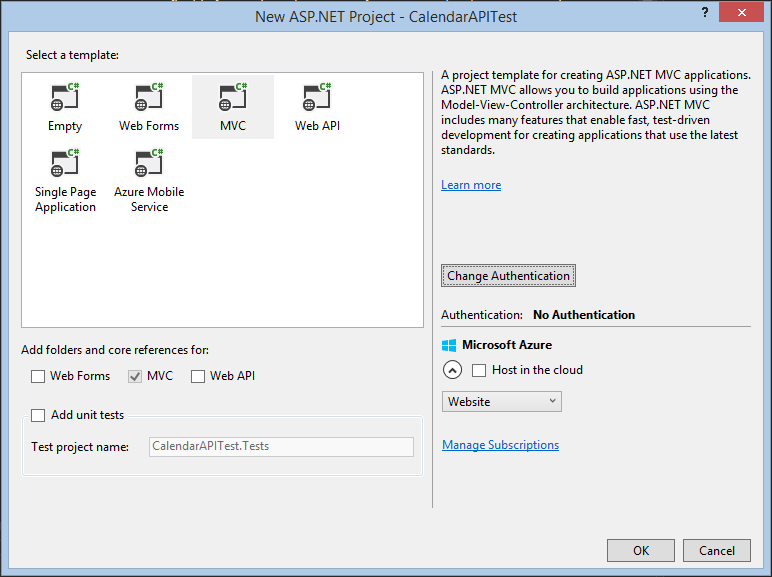 New ASP.NET Project - CalendarAPITest
?
Select a template:
C# C# C# C#
Empty Web Forms MVC Web API
C# C#
Single Page Azure Mobile
Application Service
A project template for creating ASP.NET MVC applications.
ASP.NET MVC allows you to build applications using the
Model-View-Controller architecture. ASP.NET MVC
includes many features that enable fast, test-driven
development for creating applications that use the latest
standards.
Learn more
Change Authentication
Authentication: No Authentication
Microsoft Azure
Host in the cloud
Website
Manage Subscriptions
Add folders and core references for:
Web Forms MVC Web API
Add unit tests
Test project name: CalendarAPITest.Tests
OK Cancel